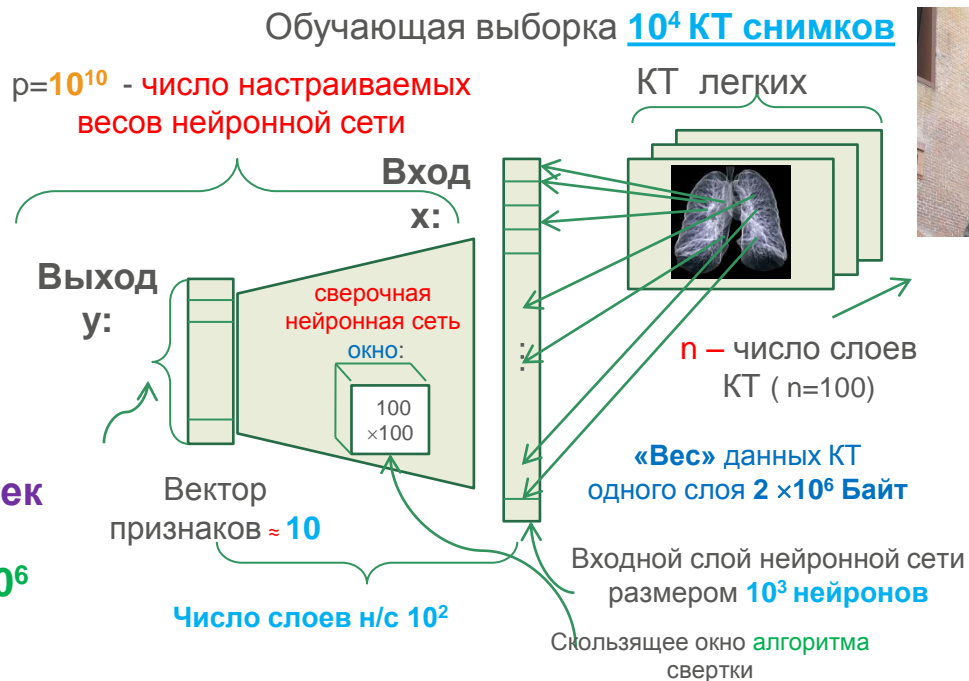 Обучающая выборка 10⁴ КТ снимков
p=10¹⁰ - число настраиваемых
весов нейронной сети
КТ легких
Вход
x:
Выход
y:
сверочная
нейронная сеть
окно:
100
×100
:
n – число слоев
КТ ( n=100)
«Вес» данных КТ
одного слоя 2 ×10⁶ Байт
ек
Вектор
признаков ≈ 10
0⁶
Число слоев н/с 10²
Входной слой нейронной сети
размером 10³ нейронов
Скользящее окно алгоритма
свертки